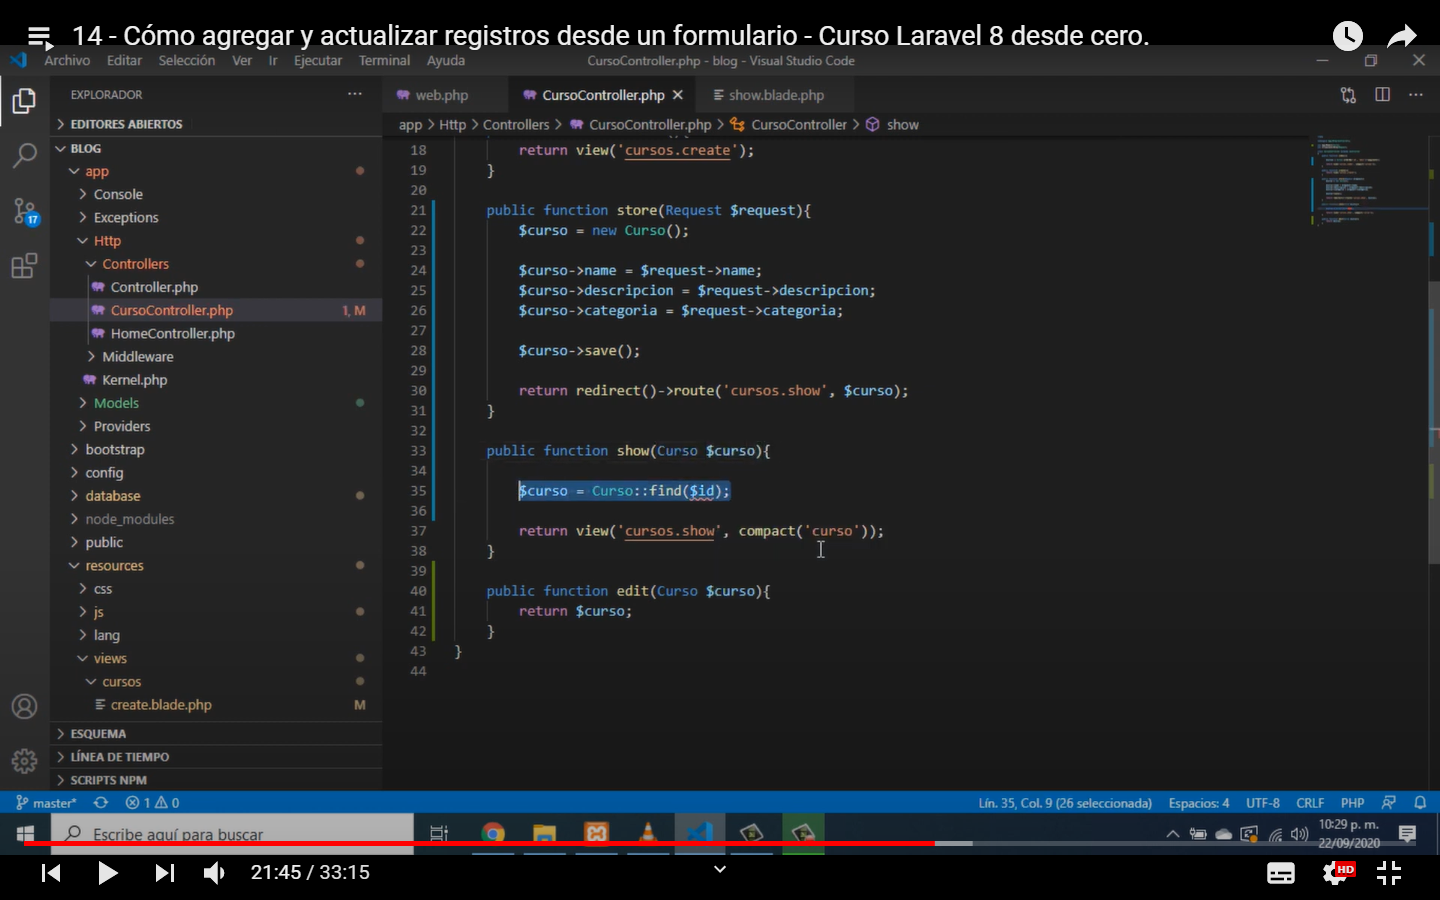 14 - Cómo agregar y actualizar registros desde un formulario - Curso Laravel 8 desde cero.
Archivo Editar Selección Ver Ir Ejecutar Terminal Ayuda
CursoController.php - blog - Visual Studio Code
EXPLORADOR
EDITORES ABIERTOS
BLOG
app
Console
Exceptions
Http
Controllers
Controller.php
CursoController.php 1, M
HomeController.php
Middleware
Kernel.php
Models
Providers
bootstrap
config
database
node_modules
public
resources
css
js
lang
views
cursos
create.blade.php M
ESQUEMA
LÍNEA DE TIEMPO
SCRIPTS NPM
17
web.php
CursoController.php
show.blade.php
app > Http > Controllers > CursoController.php > CursoController > show
18 return view('cursos.create');
19 }
20
21 public function store(Request $request){
22 $curso = new Curso();
23
24 $curso->name = $request->name;
25 $curso->descripcion = $request->descripcion;
26 $curso->categoria = $request->categoria;
27
28 $curso->save();
29
30 return redirect()->route('cursos.show', $curso);
31 }
32
33 public function show(Curso $curso){
34
35 $curso = Curso::find($id);
36
37 return view('cursos.show', compact('curso'));
38 }
39
40 public function edit(Curso $curso){
41 return $curso;
42 }
43 }
44
master* 1 0
Lín. 35, Col. 9 (26 seleccionada) Espacios: 4 UTF-8 CRLF PHP
Escribe aquí para buscar
10:29 p. m.
22/09/2020
21:45 / 33:15
HD